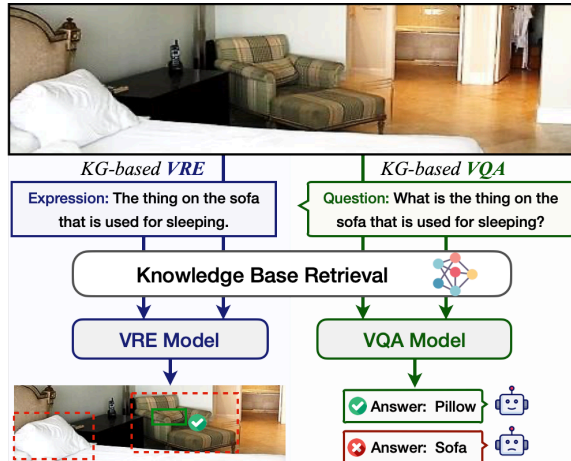 KG-based VRE
KG-based VQA
Expression: The thing on the sofa
that is used for sleeping.
Question: What is the thing on the
sofa that is used for sleeping?
Knowledge Base Retrieval
VRE Model
VQA Model
Answer: Pillow
Answer: Sofa